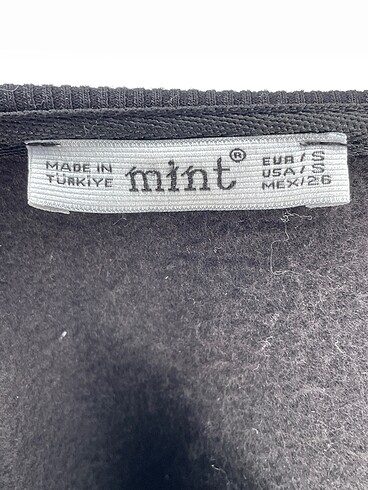 MADE IN
TÜRKİYE
mint®
EUR/S
USA/S
MEX/26